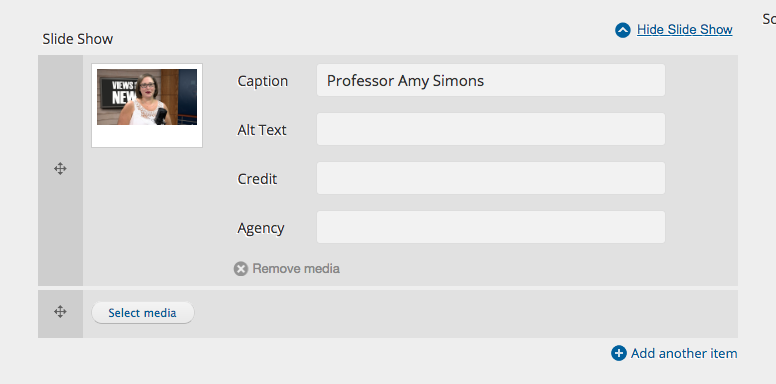 Sc
Hide Slide Show
Slide Show
VIEWS
NEW
Caption
Professor Amy Simons
Alt Text
Credit
Agency
Remove media
Select media
Add another item